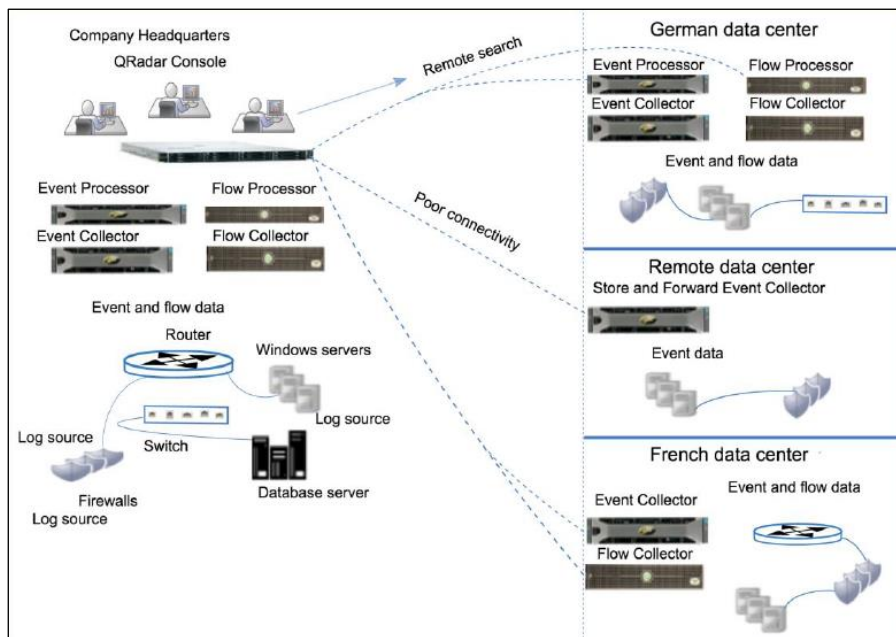 Company Headquarters
QRadar Console
Event Processor
Flow Processor
Event Collector
Flow Collector
Event and flow data
Router
Windows servers
Log source
Log source
Switch
Firewalls
Database server
Log source
Remote search
Poor connectivity
German data center
Event Processor
Flow Processor
Event Collector
Flow Collector
Event and flow data
Remote data center
Store and Forward Event Collector
Event data
French data center
Event Collector
Event and flow data
Flow Collector